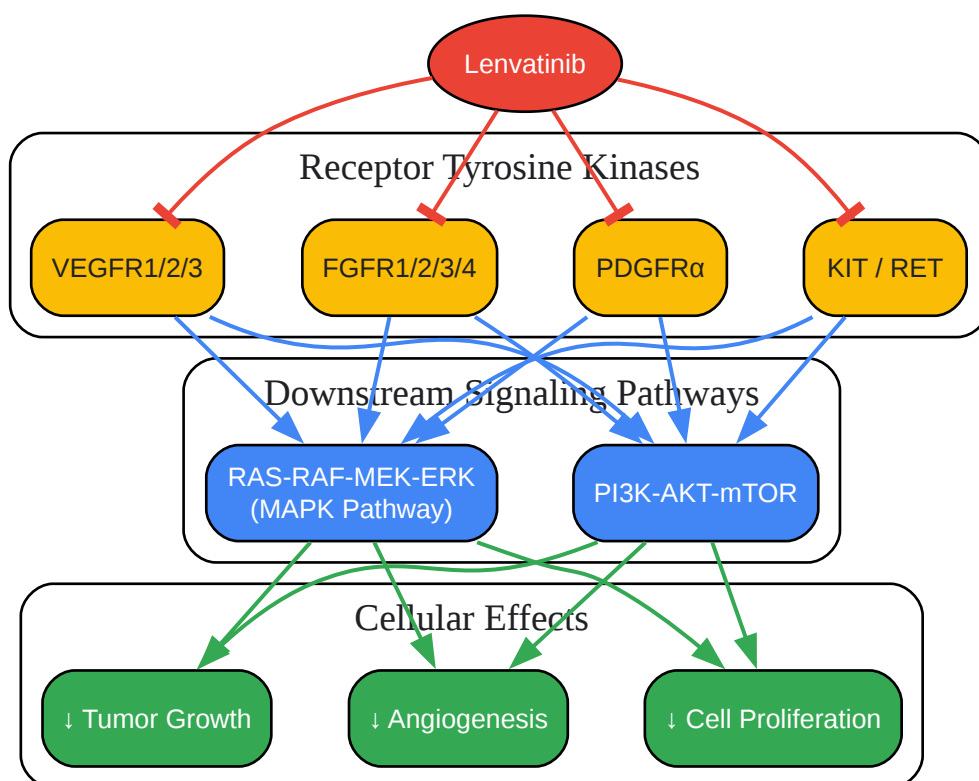 Lenvatinib
Receptor Tyrosine Kinases
VEGFR1/2/3
FGFR1/2/3/4
PDGFRα
KIT / RET
Downstream Signaling Pathways
RAS-RAF-MEK-ERK
(MAPK Pathway)
PI3K-AKT-mTOR
Cellular Effects
↓ Tumor Growth
↓ Angiogenesis
↓ Cell Proliferation